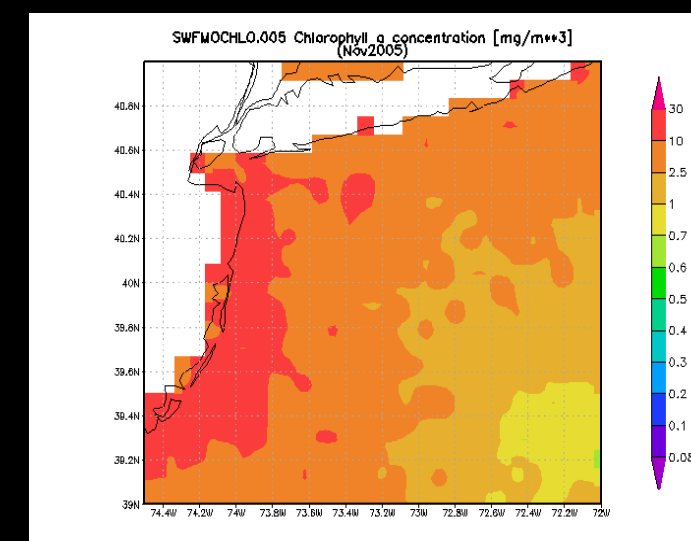 SWFMOCHLO.005 Chlorophyll a concentration [mg/m**3]
(Nov2005)
40.8N
40.6N
40.4N
40.2N
40N
39.8N
39.6N
39.4N
39.2N
39N
74.4W 74.2W 74W 73.8W 73.6W 73.4W 73.2W 73W 72.8W 72.6W 72.4W 72.2W 72W
30
10
2.5
1
0.7
0.6
0.5
0.4
0.3
0.2
0.1
0.08